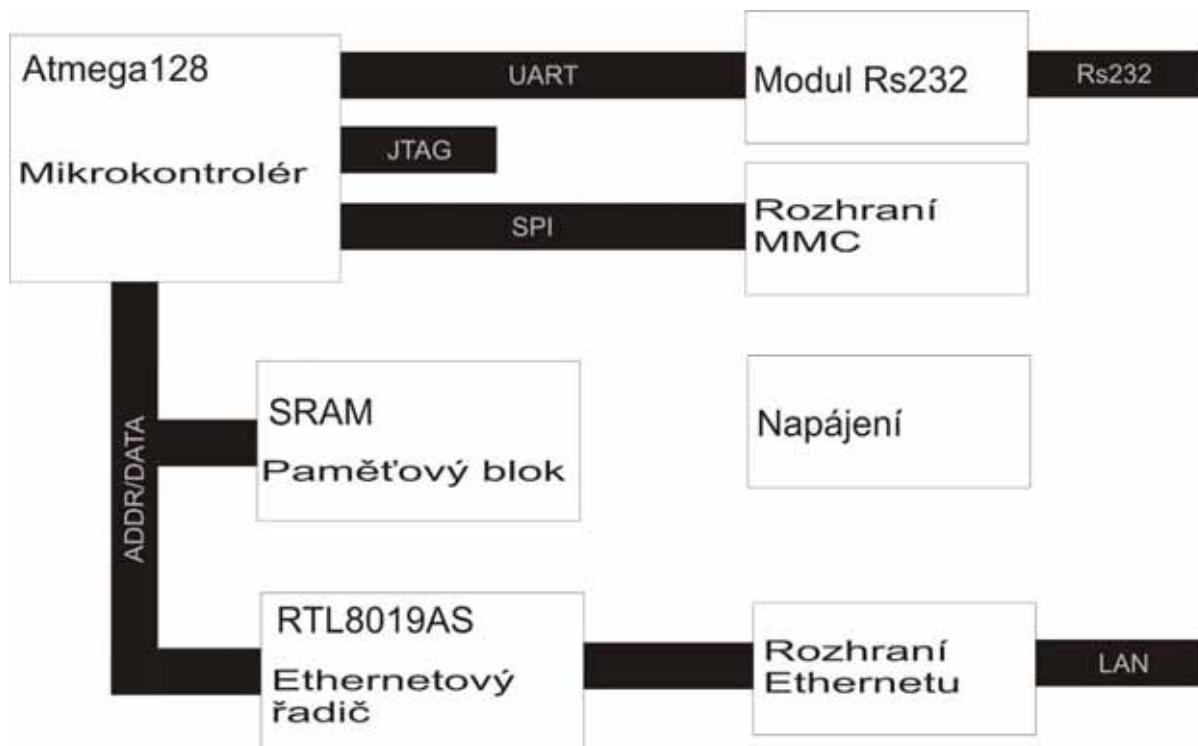 Atmega128
Mikrokontrolér
UART
Modul Rs232
Rs232
JTAG
SPI
Rozhraní
MMC
ADDR/DATA
SRAM
Paměťový blok
Napájení
RTL8019AS
Ethernetový
řadič
Rozhraní
Ethernetu
LAN